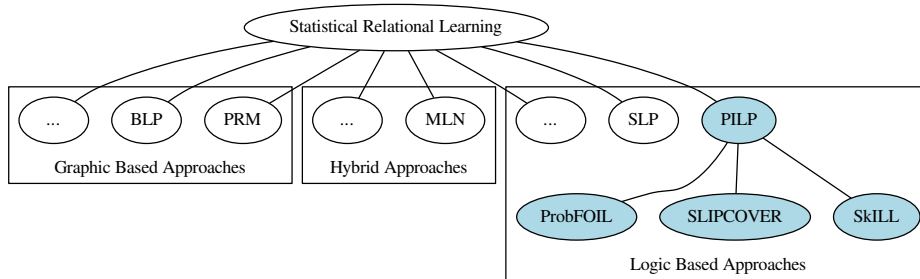 Statistical Relational Learning
...
BLP
PRM
...
MLN
...
SLP
PILP
Graphic Based Approaches
Hybrid Approaches
ProbFOIL
SLIPCOVER
SkILL
Logic Based Approaches